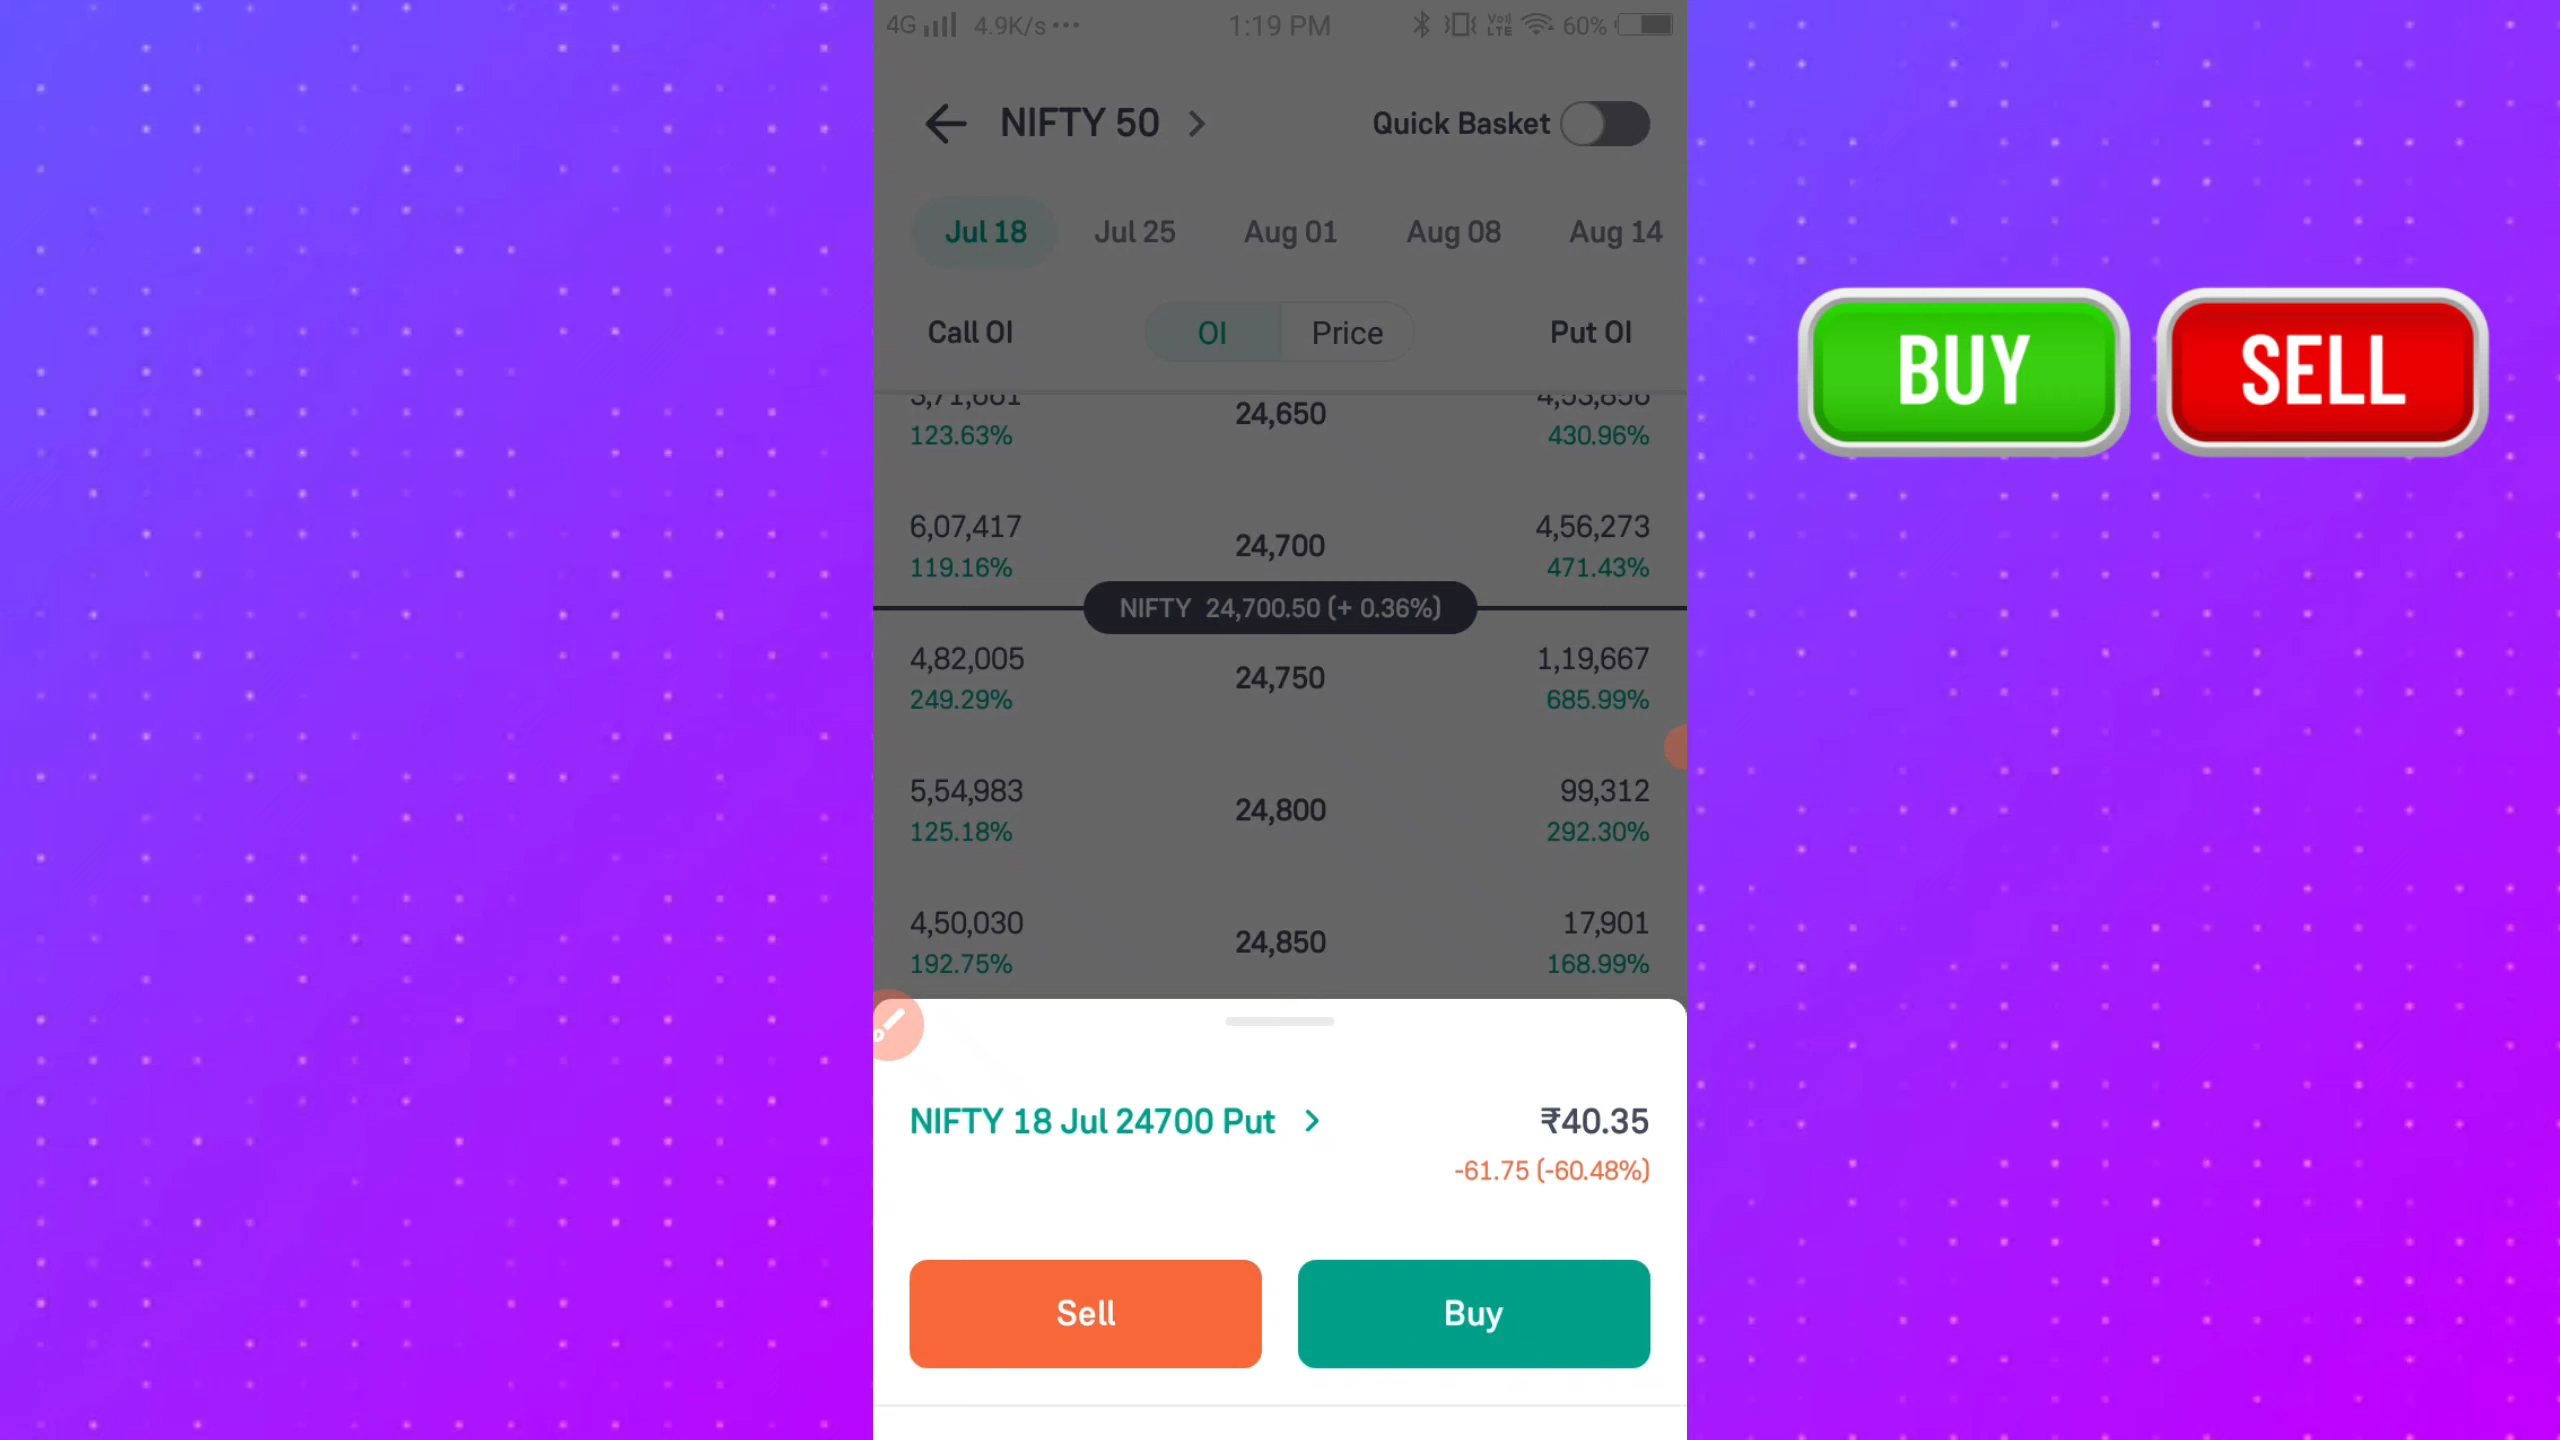 4G 4.9K/s ••• 1:19 PM Vo)) LTE 60%
NIFTY 50 > Quick Basket
Jul 18 Jul 25 Aug 01 Aug 08 Aug 14
Call OI OI Price Put OI
24,650
123.63% 430.96%
6,07,417 24,700 4,56,273
119.16% 471.43%
NIFTY 24,700.50 (+ 0.36%)
4,82,005 24,750 1,19,667
249.29% 685.99%
5,54,983 24,800 99,312
125.18% 292.30%
4,50,030 24,850 17,901
192.75% 168.99%
NIFTY 18 Jul 24700 Put > ₹40.35
-61.75 (-60.48%)
Sell Buy
BUY SELL